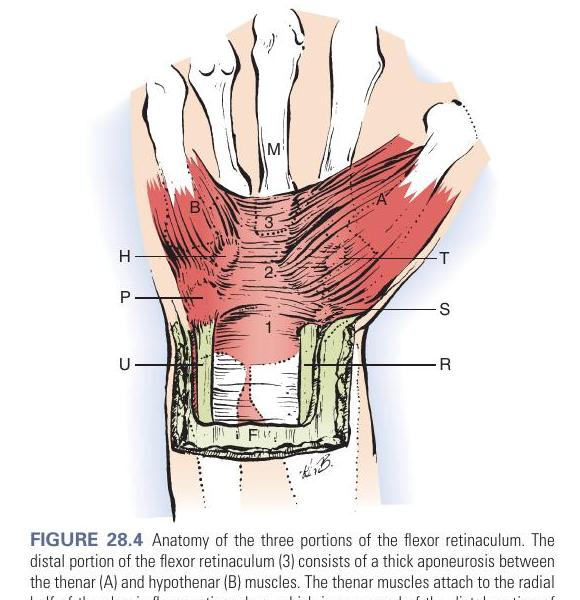 M
B
A
3
H
T
2
P
S
1
U
R
F
FIGURE 28.4 Anatomy of the three portions of the flexor retinaculum. The
distal portion of the flexor retinaculum (3) consists of a thick aponeurosis between
the thenar (A) and hypothenar (B) muscles. The thenar muscles attach to the radial